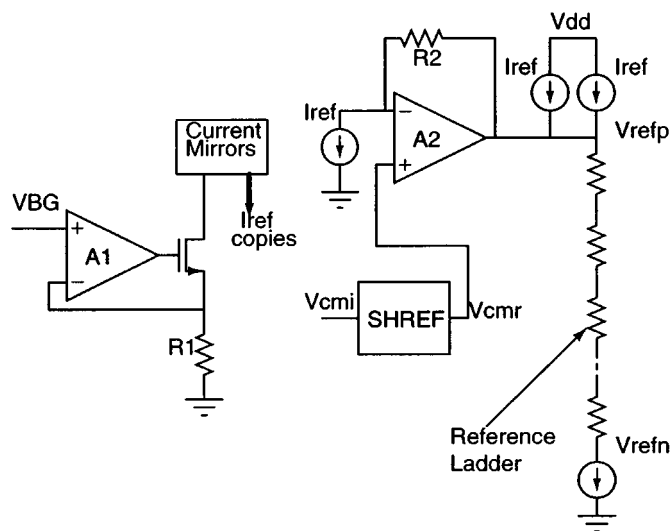 Vdd
R2
Iref
Iref
Iref
A2
Vrefp
Current
Mirrors
VBG
A1
Iref
copies
Vcmi
SHREF
Vcmr
R1
Reference
Ladder
Vrefn